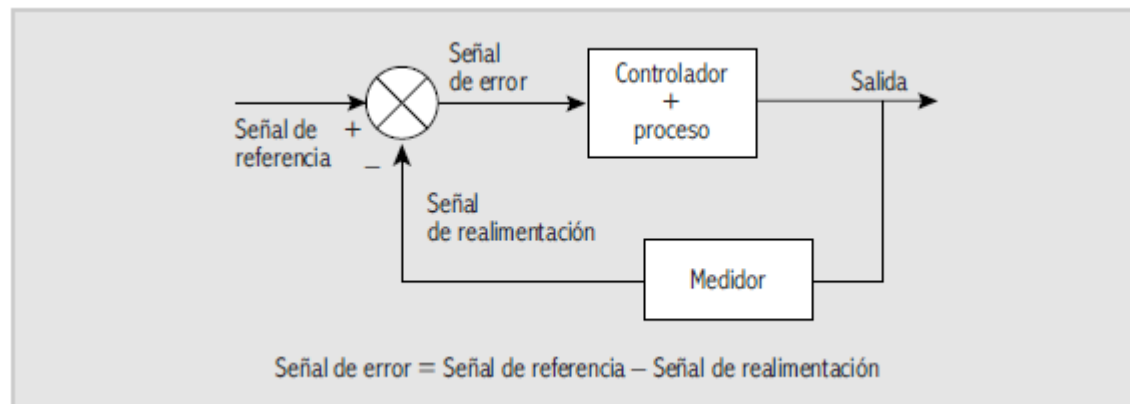 Señal
de error
Controlador
+
proceso
Salida
Señal de
referencia
+
–
Señal
de realimentación
Medidor
Señal de error = Señal de referencia – Señal de realimentación